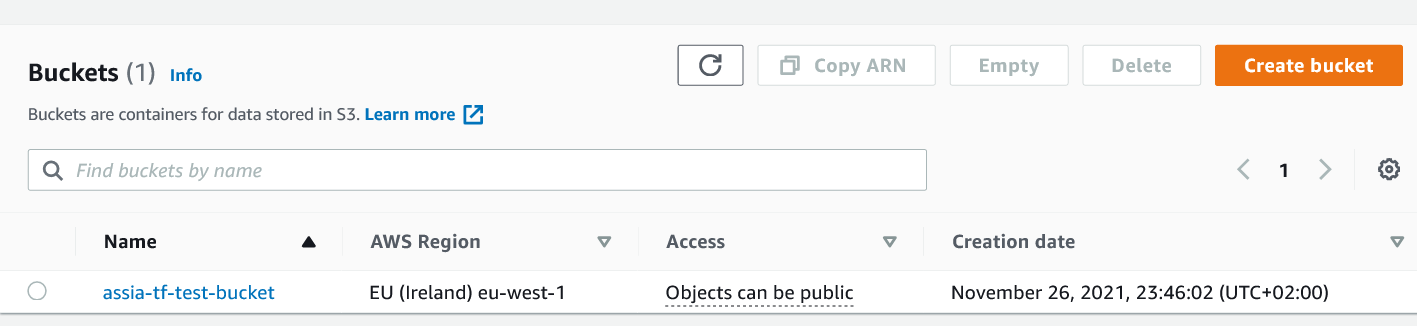 Buckets (1) Info
Copy ARN
Empty
Delete
Create bucket
Buckets are containers for data stored in S3. Learn more
Find buckets by name
1
Name AWS Region Access Creation date
assia-tf-test-bucket EU (Ireland) eu-west-1 Objects can be public November 26, 2021, 23:46:02 (UTC+02:00)